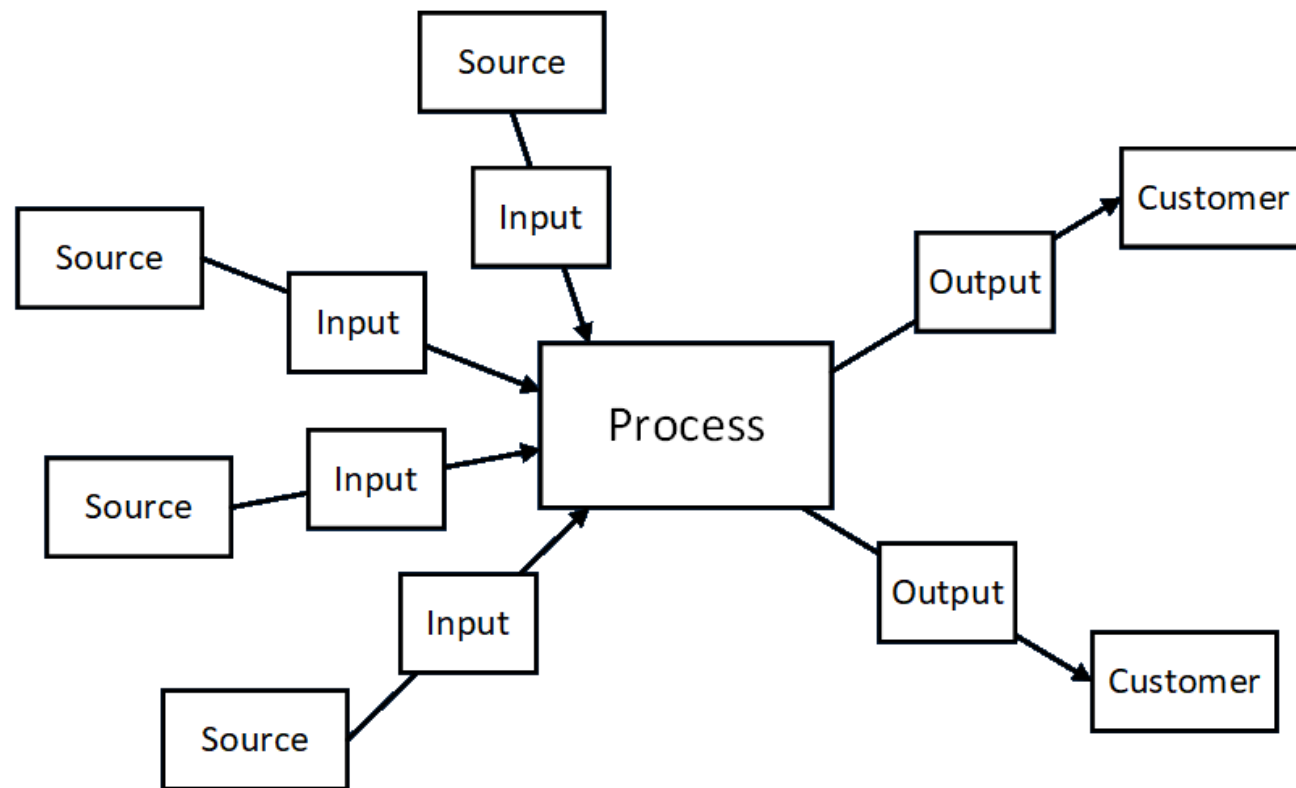 Source
Customer
Input
Source
Output
Input
Process
Input
Source
Output
Input
Customer
Source